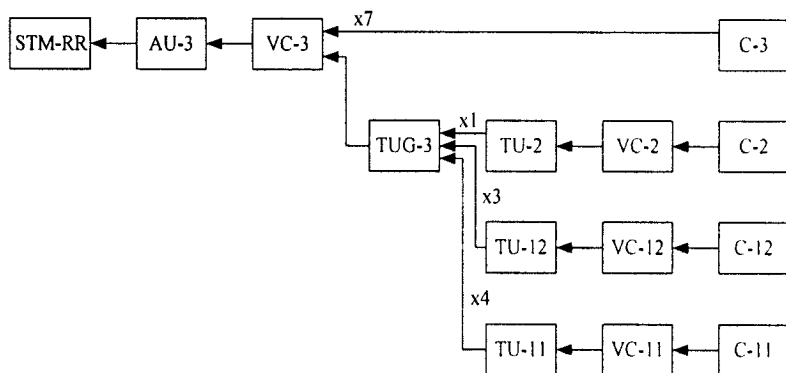 x7
STM-RR
AU-3
VC-3
C-3
x1
TUG-3
TU-2
VC-2
C-2
x3
TU-12
VC-12
C-12
x4
TU-11
VC-11
C-11